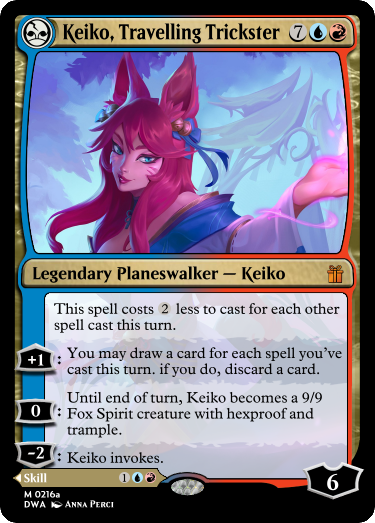 Keiko, Travelling Trickster 7
Legendary Planeswalker — Keiko
This spell costs 2 less to cast for each other
spell cast this turn.
+1 : You may draw a card for each spell you’ve
cast this turn. if you do, discard a card.
0 : Until end of turn, Keiko becomes a 9/9
Fox Spirit creature with hexproof and
trample.
-2 : Keiko invokes.
Skill 1
6
M 0216a
DWA Anna Perci